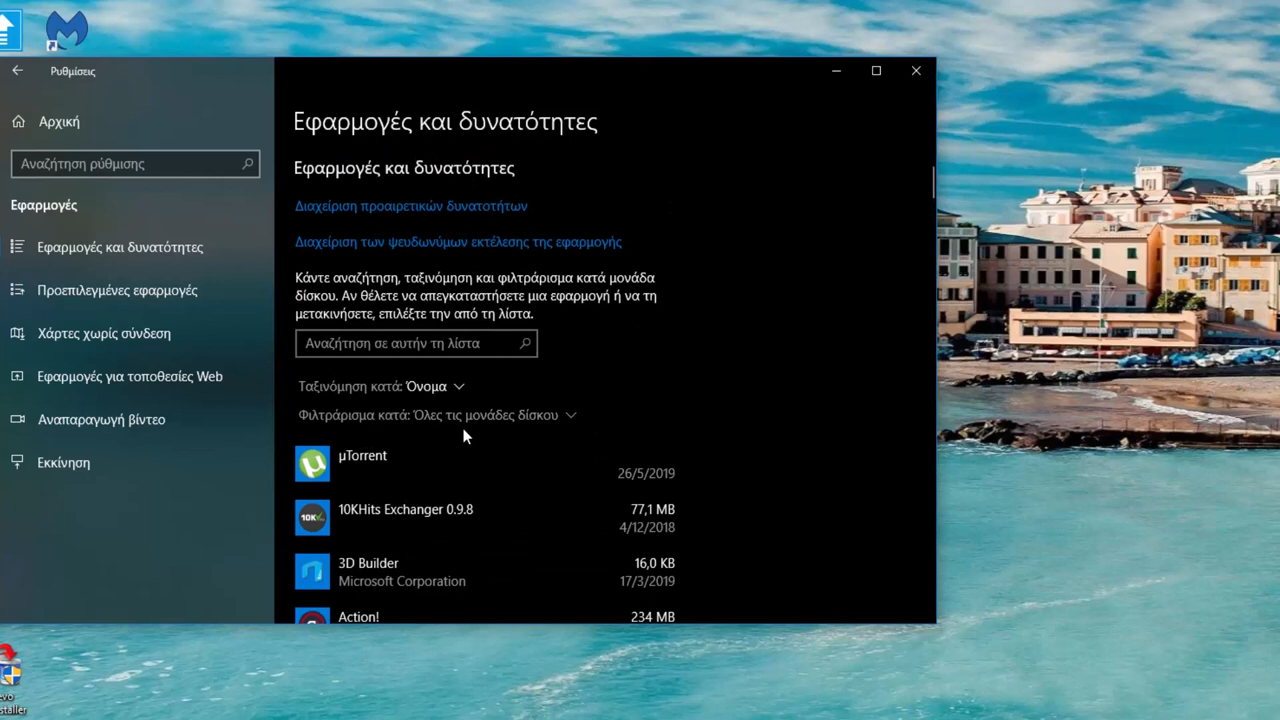 Ρυθμίσεις
Αρχική
Αναζήτηση ρύθμισης
Εφαρμογές
Εφαρμογές και δυνατότητες
Προεπιλεγμένες εφαρμογές
Χάρτες χωρίς σύνδεση
Εφαρμογές για τοποθεσίες Web
Αναπαραγωγή βίντεο
Εκκίνηση
Εφαρμογές και δυνατότητες
Εφαρμογές και δυνατότητες
Διαχείριση προαιρετικών δυνατοτήτων
Διαχείριση των ψευδωνύμων εκτέλεσης της εφαρμογής
Κάντε αναζήτηση, ταξινόμηση και φιλτράρισμα κατά μονάδα
δίσκου. Αν θέλετε να απεγκαταστήσετε μια εφαρμογή ή να τη
μετακινήσετε, επιλέξτε την από τη λίστα.
Αναζήτηση σε αυτήν τη λίστα
Ταξινόμηση κατά: Όνομα
Φιλτράρισμα κατά: Όλες τις μονάδες δίσκου
µTorrent
26/5/2019
10KHits Exchanger 0.9.8 77,1 MB
4/12/2018
3D Builder 16,0 KB
Microsoft Corporation 17/3/2019
Action! 234 MB
10K
evo
staller